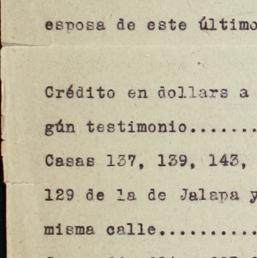 esposa de este último
Crédito en dollars a
gún testimonio.......
Casas 137, 139, 143,
129 de la de Jalapa y
misma calle..........